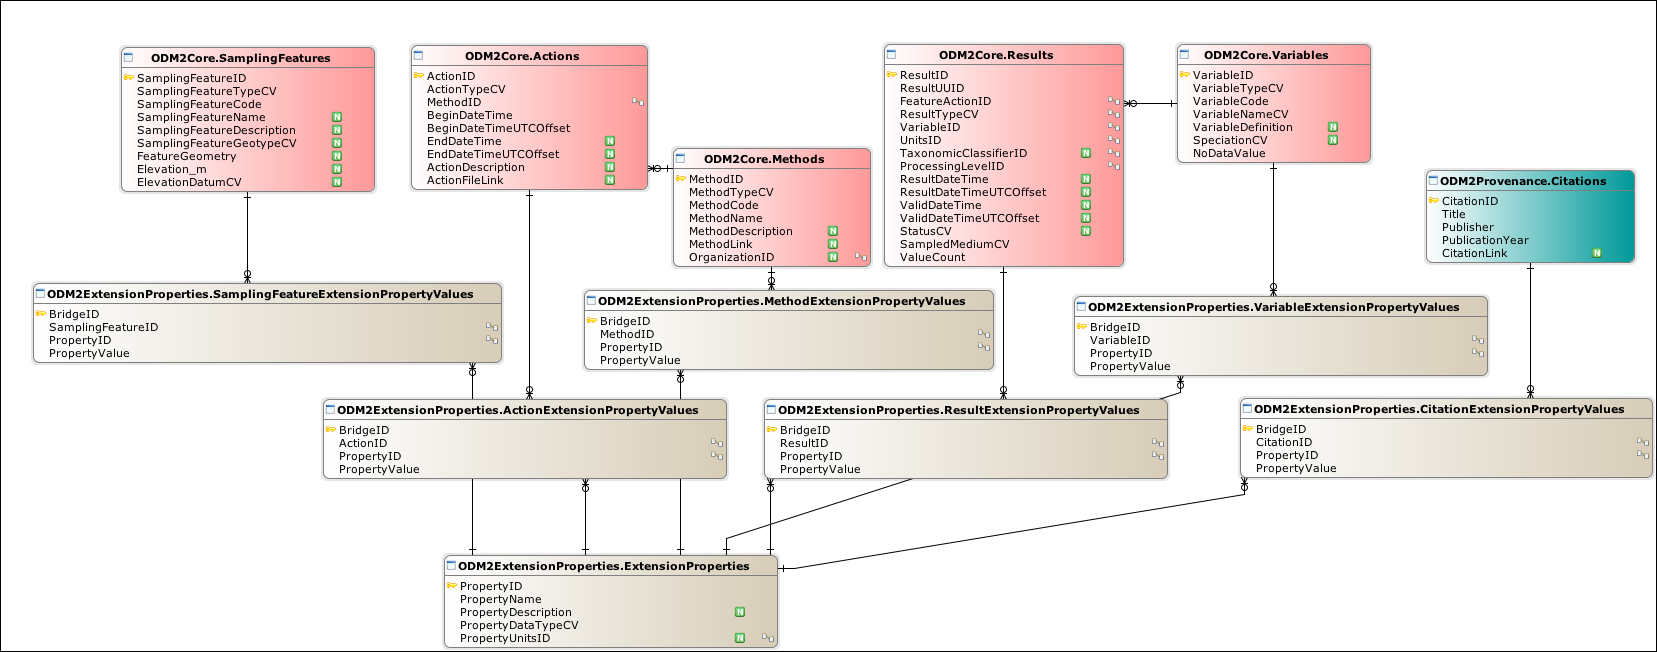 ODM2Core.SamplingFeatures
SamplingFeatureID
SamplingFeatureTypeCV
SamplingFeatureCode
SamplingFeatureName N
SamplingFeatureDescription N
SamplingFeatureGeotypeCV N
FeatureGeometry N
Elevation_m N
ElevationDatumCV N
ODM2Core.Actions
ActionID
ActionTypeCV
MethodID
BeginDateTime
BeginDateTimeUTCOffset
EndDateTime N
EndDateTimeUTCOffset N
ActionDescription N
ActionFileLink N
ODM2Core.Methods
MethodID
MethodTypeCV
MethodCode
MethodName
MethodDescription N
MethodLink N
OrganizationID N
ODM2Core.Results
ResultID
ResultUUID
FeatureActionID
ResultTypeCV
VariableID
UnitsID
TaxonomicClassifierID N
ProcessingLevelID
ResultDateTime N
ResultDateTimeUTCOffset N
ValidDateTime N
ValidDateTimeUTCOffset N
StatusCV N
SampledMediumCV
ValueCount
ODM2Core.Variables
VariableID
VariableTypeCV
VariableCode
VariableNameCV
VariableDefinition N
SpeciationCV N
NoDataValue
ODM2Provenance.Citations
CitationID
Title
Publisher
PublicationYear
CitationLink N
ODM2ExtensionProperties.SamplingFeatureExtensionPropertyValues
BridgeID
SamplingFeatureID
PropertyID
PropertyValue
ODM2ExtensionProperties.MethodExtensionPropertyValues
BridgeID
MethodID
PropertyID
PropertyValue
ODM2ExtensionProperties.VariableExtensionPropertyValues
BridgeID
VariableID
PropertyID
PropertyValue
ODM2ExtensionProperties.ActionExtensionPropertyValues
BridgeID
ActionID
PropertyID
PropertyValue
ODM2ExtensionProperties.ResultExtensionPropertyValues
BridgeID
ResultID
PropertyID
PropertyValue
ODM2ExtensionProperties.CitationExtensionPropertyValues
BridgeID
CitationID
PropertyID
PropertyValue
ODM2ExtensionProperties.ExtensionProperties
PropertyID
PropertyName
PropertyDescription N
PropertyDataTypeCV
PropertyUnitsID N